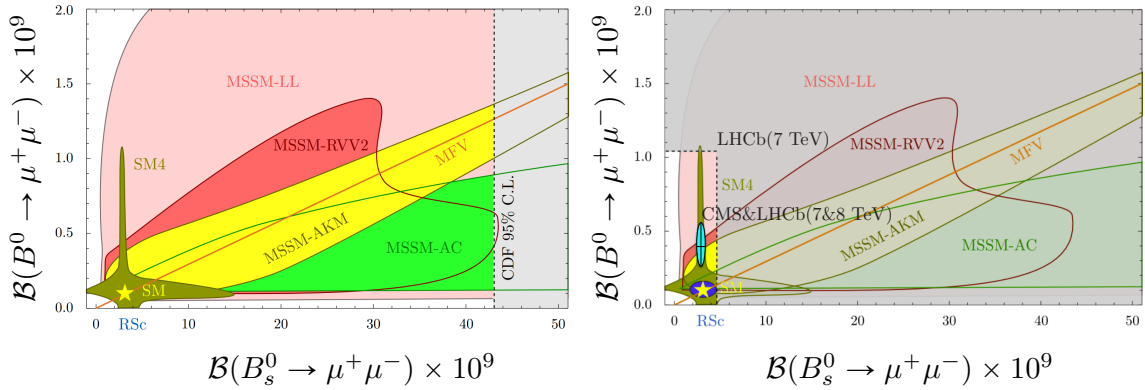 B(B⁰ → μ⁺μ⁻) × 10⁹
2.0
1.5
1.0
0.5
0.0
MSSM-LL
MSSM-RVV2
MFV
SM4
MSSM-AKM
MSSM-AC
SM
CDF 95% C.L.
0 10 20 30 40 50
RSc
B(B⁰ₛ → μ⁺μ⁻) × 10⁹
B(B⁰ → μ⁺μ⁻) × 10⁹
2.0
1.5
1.0
0.5
0.0
MSSM-LL
LHCb(7 TeV)
MSSM-RVV2
MFV
SM4
CMS&LHCb(7&8 TeV)
MSSM-AKM
MSSM-AC
SM
0 10 20 30 40 50
RSc
B(B⁰ₛ → μ⁺μ⁻) × 10⁹